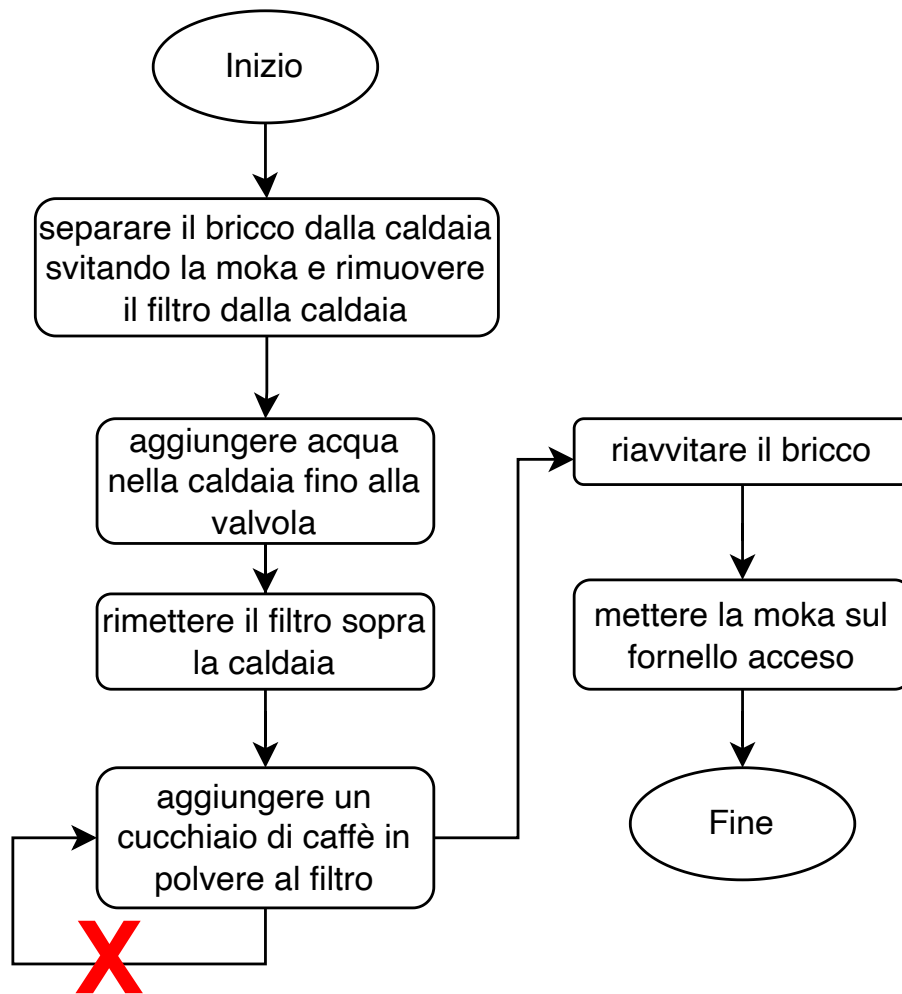 Inizio
separare il bricco dalla caldaia
svitando la moka e rimuovere
il filtro dalla caldaia
aggiungere acqua
nella caldaia fino alla
valvola
rimettere il filtro sopra
la caldaia
aggiungere un
cucchiaio di caffè in
polvere al filtro
X
riavvitare il bricco
mettere la moka sul
fornello acceso
Fine